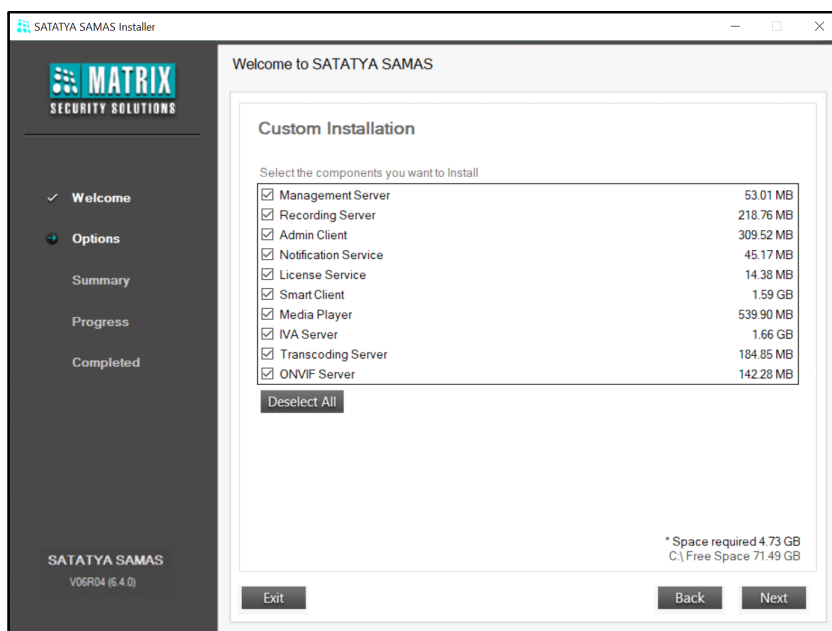 SATATYA SAMAS Installer
MATRIX
SECURITY SOLUTIONS
Welcome
Options
Summary
Progress
Completed
SATATYA SAMAS
V06R04 (6.4.0)
Welcome to SATATYA SAMAS
Custom Installation
Select the components you want to Install
Management Server 53.01 MB
Recording Server 218.76 MB
Admin Client 309.52 MB
Notification Service 45.17 MB
License Service 14.38 MB
Smart Client 1.59 GB
Media Player 539.90 MB
IVA Server 1.66 GB
Transcoding Server 184.85 MB
ONVIF Server 142.28 MB
Deselect All
* Space required 4.73 GB
C:\ Free Space 71.49 GB
Exit Back Next